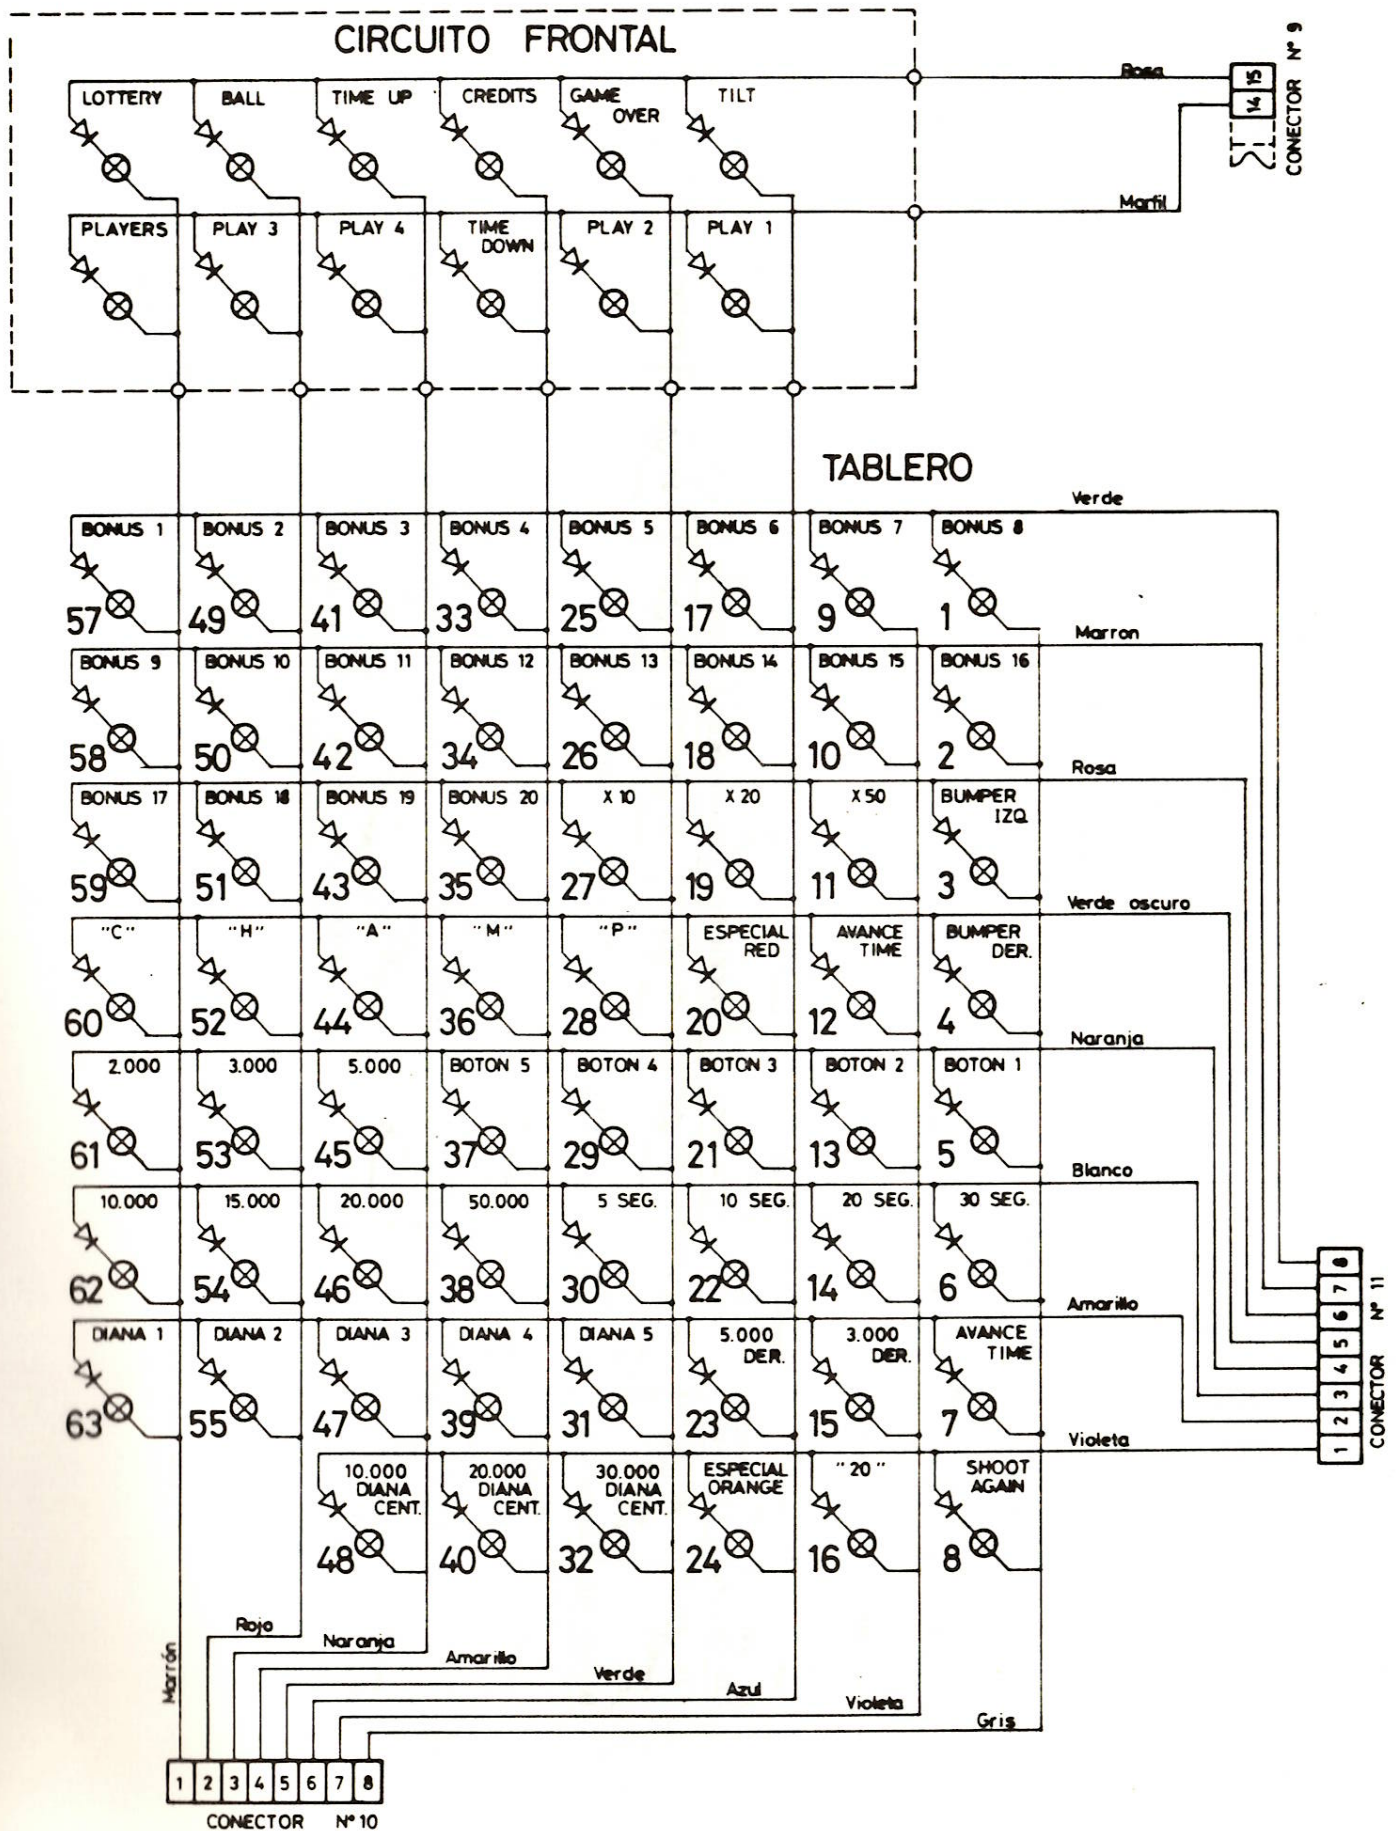 CIRCUITO FRONTAL
LOTTERY BALL TIME UP CREDITS GAME OVER TILT
Rosa
15
14
CONECTOR Nº 9
Marfil
PLAYERS PLAY 3 PLAY 4 TIME DOWN PLAY 2 PLAY 1
TABLERO
Verde
BONUS 1 BONUS 2 BONUS 3 BONUS 4 BONUS 5 BONUS 6 BONUS 7 BONUS 8
57 49 41 33 25 17 9 1
Marron
BONUS 9 BONUS 10 BONUS 11 BONUS 12 BONUS 13 BONUS 14 BONUS 15 BONUS 16
58 50 42 34 26 18 10 2
Rosa
BONUS 17 BONUS 18 BONUS 19 BONUS 20 X 10 X 20 X 50 BUMPER IZQ.
59 51 43 35 27 19 11 3
Verde oscuro
"C" "H" "A" "M" "P" ESPECIAL RED AVANCE TIME BUMPER DER.
60 52 44 36 28 20 12 4
Naranja
2.000 3.000 5.000 BOTON 5 BOTON 4 BOTON 3 BOTON 2 BOTON 1
61 53 45 37 29 21 13 5
Blanco
10.000 15.000 20.000 50.000 5 SEG. 10 SEG. 20 SEG. 30 SEG.
62 54 46 38 30 22 14 6
Amarillo
DIANA 1 DIANA 2 DIANA 3 DIANA 4 DIANA 5 5.000 DER. 3.000 DER. AVANCE TIME
63 55 47 39 31 23 15 7
Violeta
10.000 DIANA CENT. 20.000 DIANA CENT. 30.000 DIANA CENT. ESPECIAL ORANGE "20" SHOOT AGAIN
48 40 32 24 16 8
8
7
6
5
4
3
2
1
CONECTOR Nº 11
Marrón
Rojo
Naranja
Amarillo
Verde
Azul
Violeta
Gris
1 2 3 4 5 6 7 8
CONECTOR Nº 10